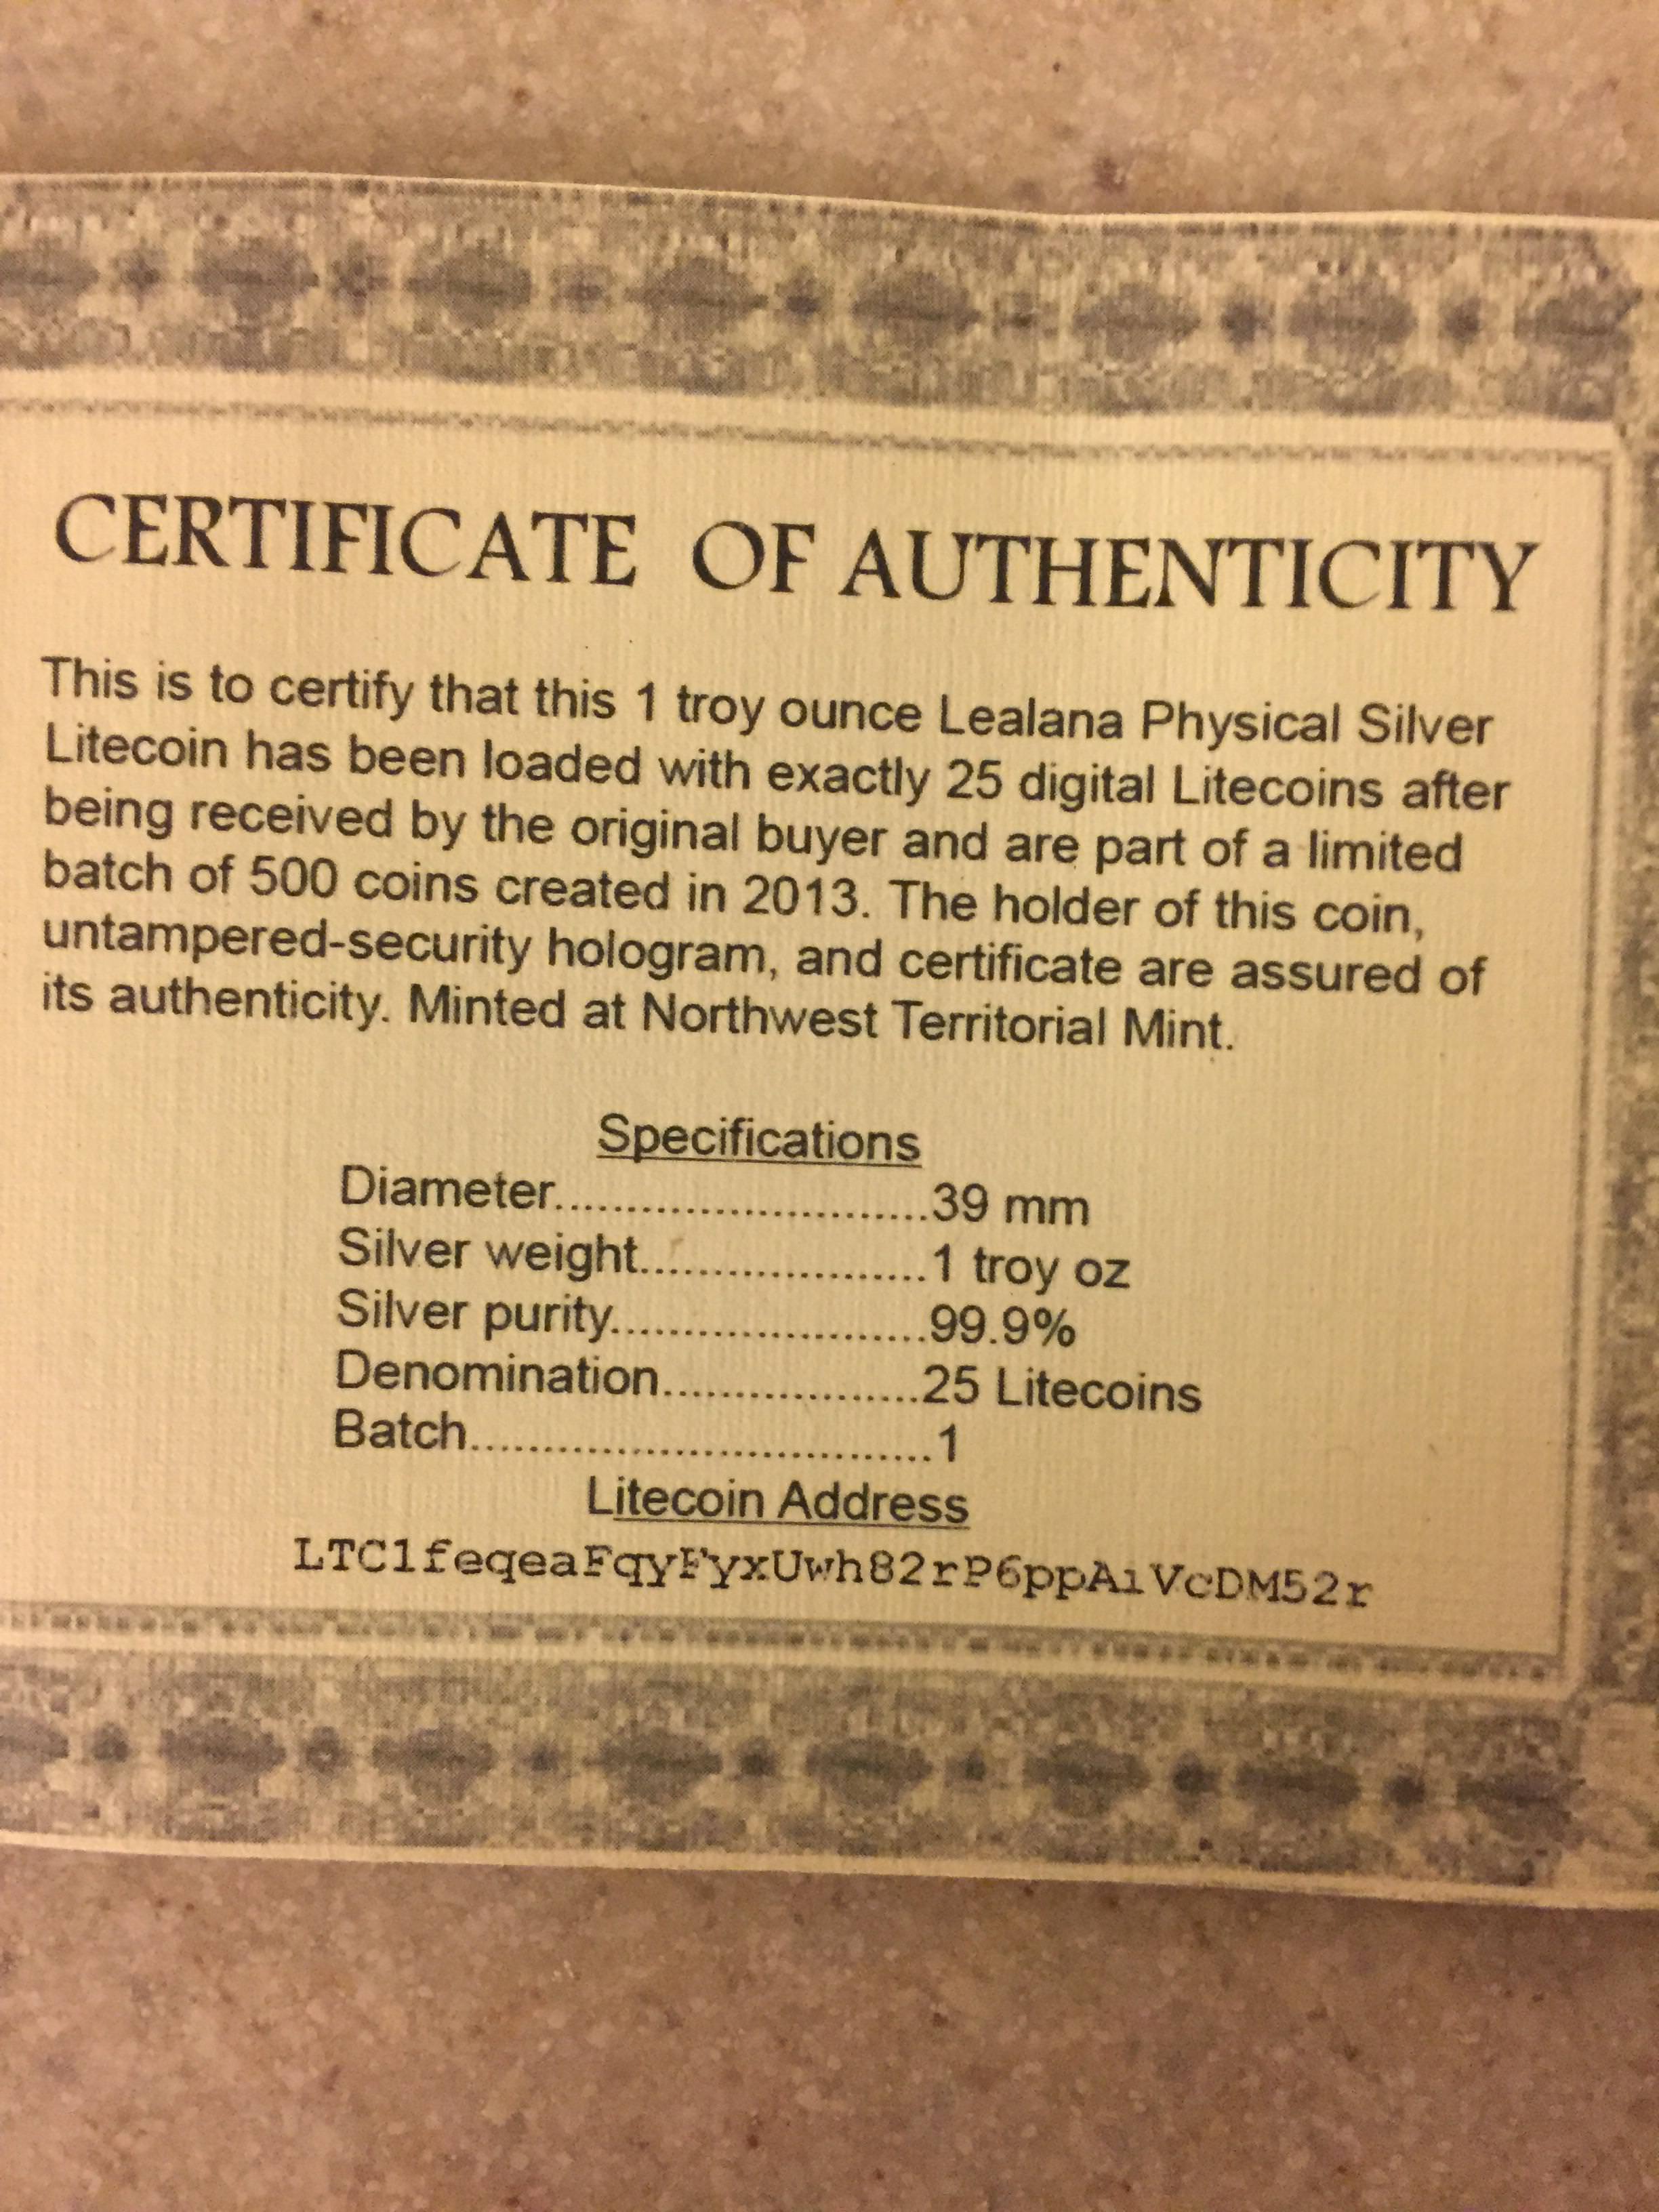 CERTIFICATE OF AUTHENTICITY
This is to certify that this 1 troy ounce Lealana Physical Silver
Litecoin has been loaded with exactly 25 digital Litecoins after
being received by the original buyer and are part of a limited
batch of 500 coins created in 2013. The holder of this coin,
untampered-security hologram, and certificate are assured of
its authenticity. Minted at Northwest Territorial Mint.
Specifications
Diameter..........................39 mm
Silver weight....................1 troy oz
Silver purity......................99.9%
Denomination..................25 Litecoins
Batch................................1
Litecoin Address
LTC1feqeaFqyFyxUwh82rP6ppAiVcDM52r